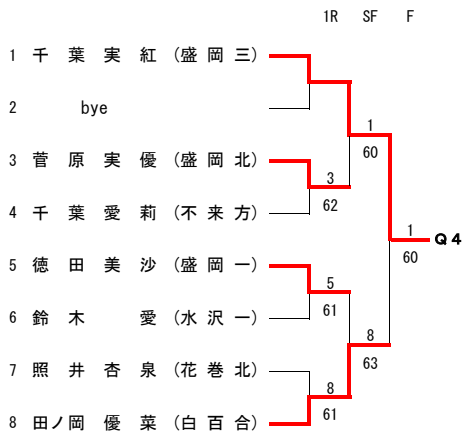 1R SF F
1 千葉実紅 (盛岡三)
2 bye
1
60
3 菅原実優 (盛岡北)
3
62
4 千葉愛莉 (不来方)
1
60
Q4
5 徳田美沙 (盛岡一)
5
61
6 鈴木愛 (水沢一)
8
63
7 照井杏泉 (花巻北)
8
61
8 田ノ岡優菜 (白百合)